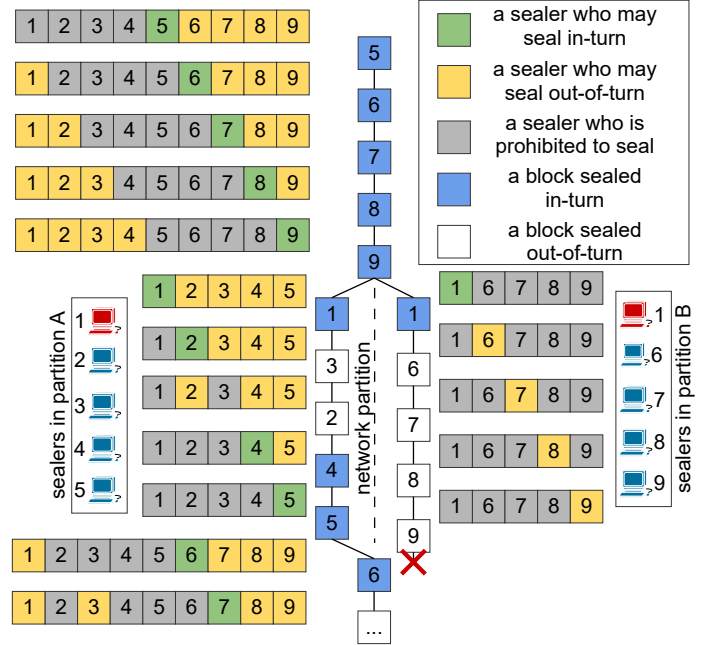 1 2 3 4 5 6 7 8 9
5
a sealer who may
seal in-turn
1 2 3 4 5 6 7 8 9
6
a sealer who may
seal out-of-turn
1 2 3 4 5 6 7 8 9
7
a sealer who is
prohibited to seal
1 2 3 4 5 6 7 8 9
8
a block sealed
in-turn
1 2 3 4 5 6 7 8 9
9
a block sealed
out-of-turn
sealers in partition A
1
2
3
4
5
1 2 3 4 5
1 2 3 4 5
1 2 3 4 5
1 2 3 4 5
1 2 3 4 5
1
3
2
4
5
network partition
1
6
7
8
9
1 6 7 8 9
1 6 7 8 9
1 6 7 8 9
1 6 7 8 9
1 6 7 8 9
1
6
7
8
9
sealers in partition B
1 2 3 4 5 6 7 8 9
6
1 2 3 4 5 6 7 8 9
...